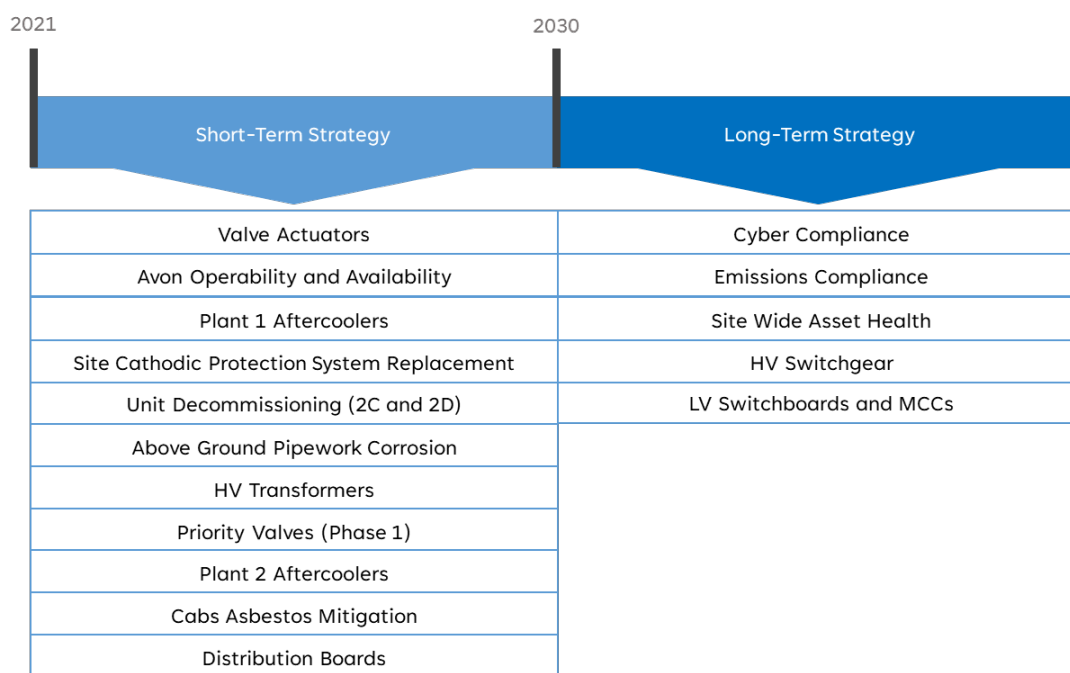 2021
2030
Short-Term Strategy
Long-Term Strategy
Valve Actuators
Cyber Compliance
Avon Operability and Availability
Emissions Compliance
Plant 1 Aftercoolers
Site Wide Asset Health
Site Cathodic Protection System Replacement
HV Switchgear
Unit Decommissioning (2C and 2D)
LV Switchboards and MCCs
Above Ground Pipework Corrosion
HV Transformers
Priority Valves (Phase 1)
Plant 2 Aftercoolers
Cabs Asbestos Mitigation
Distribution Boards